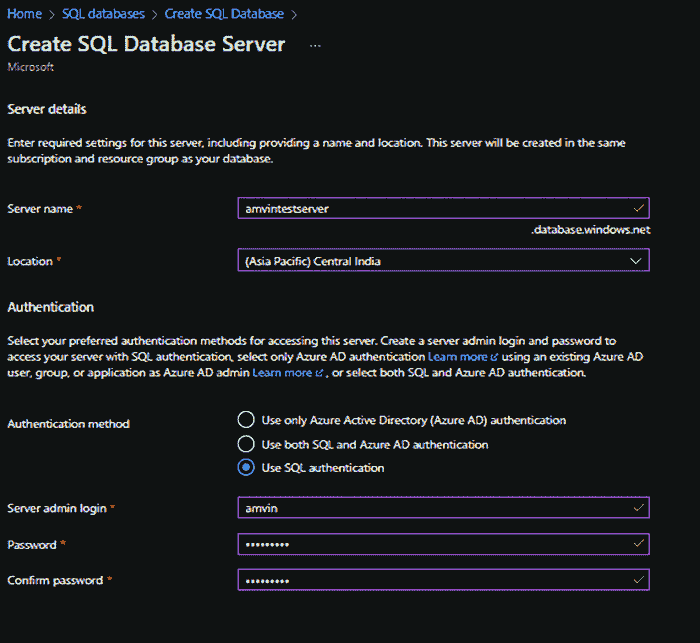 Home > SQL databases > Create SQL Database >
Create SQL Database Server ...
Microsoft
Server details
Enter required settings for this server, including providing a name and location. This server will be created in the same
subscription and resource group as your database.
Server name * amvintestserver
.database.windows.net
Location * (Asia Pacific) Central India
Authentication
Select your preferred authentication methods for accessing this server. Create a server admin login and password to
access your server with SQL authentication, select only Azure AD authentication Learn more using an existing Azure AD
user, group, or application as Azure AD admin Learn more , or select both SQL and Azure AD authentication.
Authentication method
Use only Azure Active Directory (Azure AD) authentication
Use both SQL and Azure AD authentication
Use SQL authentication
Server admin login * amvin
Password * •••••••••
Confirm password * •••••••••